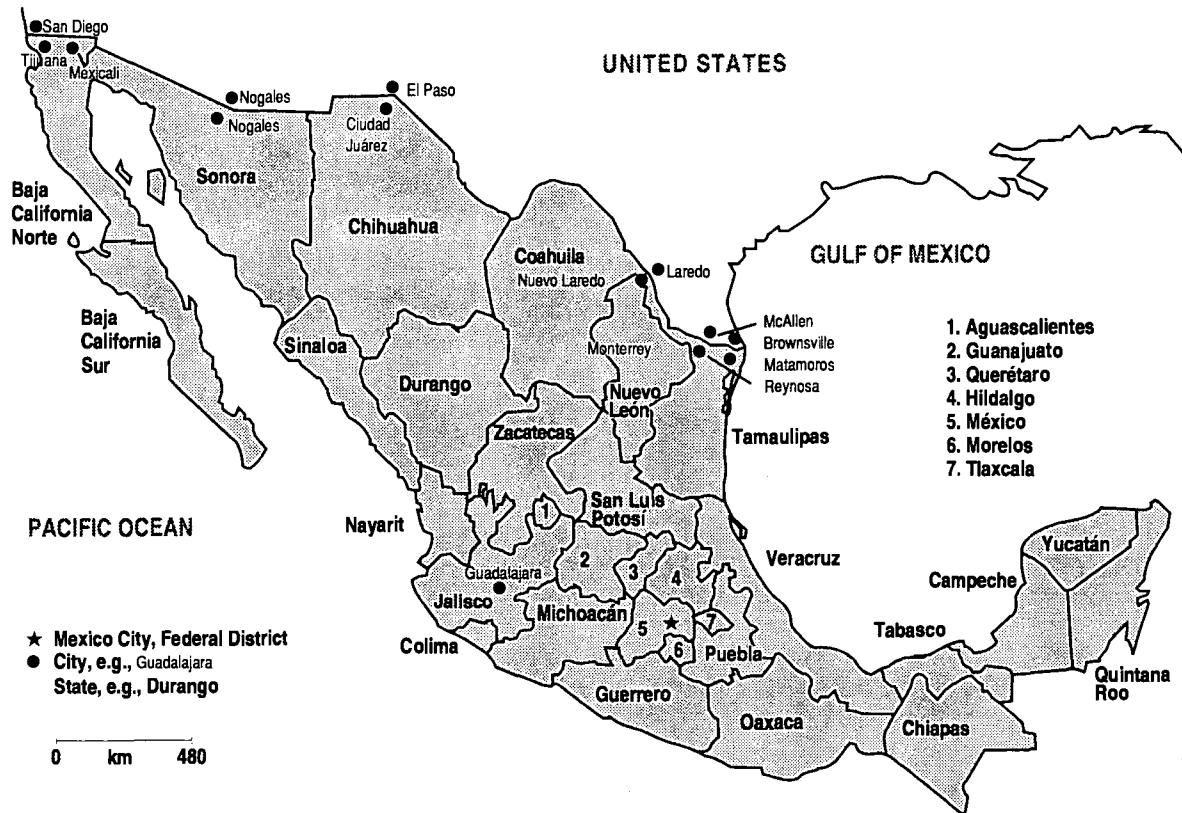 San Diego
Tijuana
Mexicali
Nogales
Nogales
El Paso
Ciudad
Juárez
UNITED STATES
Sonora
Baja
California
Norte
Chihuahua
Coahuila
Nuevo Laredo
Laredo
GULF OF MEXICO
Baja
California
Sur
Sinaloa
Durango
Monterrey
McAllen
Brownsville
Matamoros
Reynosa
Nuevo
León
Zacatecas
Tamaulipas
1. Aguascalientes
2. Guanajuato
3. Querétaro
4. Hildalgo
5. México
6. Morelos
7. Tlaxcala
PACIFIC OCEAN
Nayarit
1
San Luis
Potosí
2
3
4
Veracruz
Yucatán
Campeche
Guadalajara
Jalisco
Michoacán
5
★
7
6
Puebla
Colima
Tabasco
Quintana
Roo
Guerrero
Oaxaca
Chiapas
★ Mexico City, Federal District
● City, e.g., Guadalajara
State, e.g., Durango
0 km 480